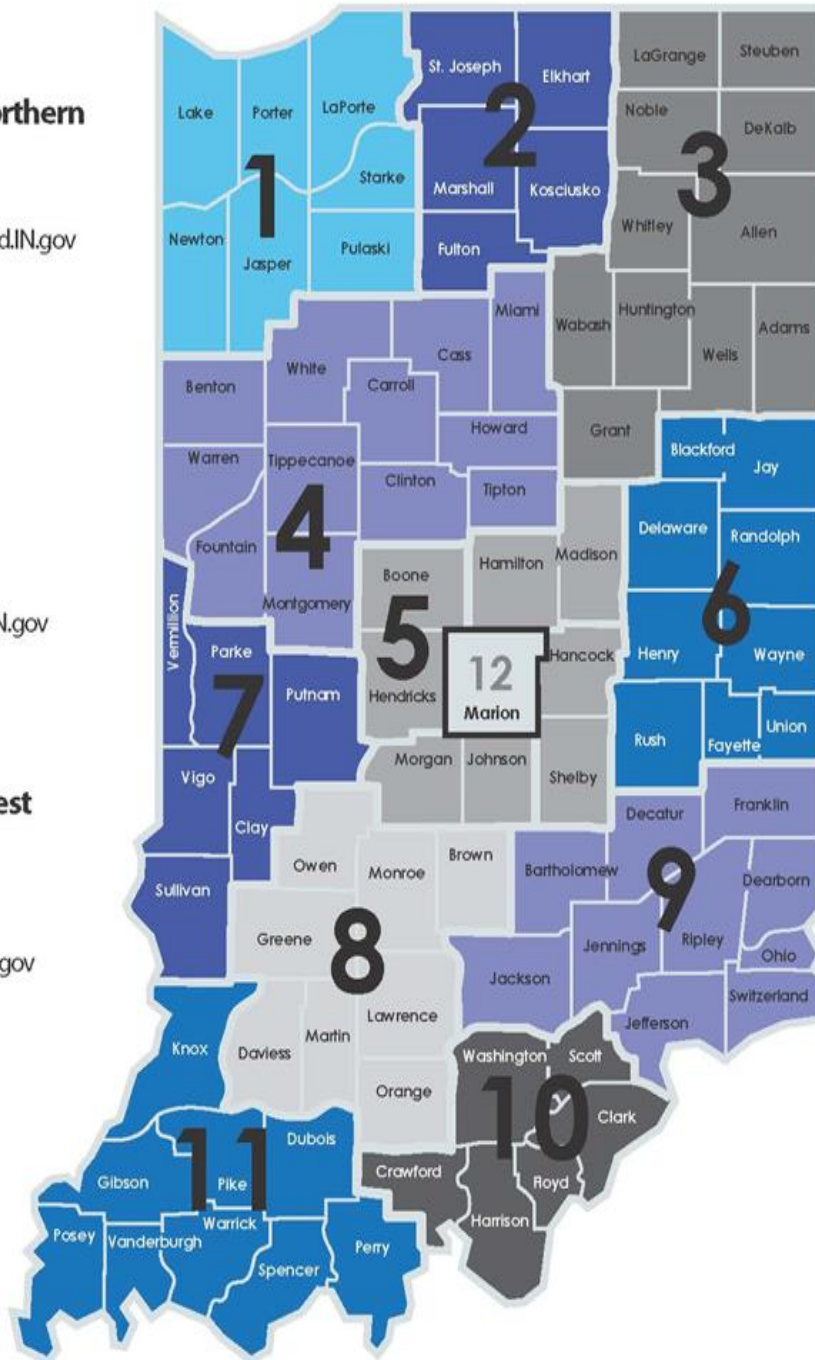 LaGrange Steuben
St. Joseph Elkhart
Lake Porter LaPorte
Noble DeKalb
orthern
1 2 3
Starke Marshall Kosciusko
Whitley Allen
d.IN.gov
Newton Jasper Pulaski Fulton
Miami Wabash Huntington Wells Adams
White Cass
Benton Carroll
Howard Grant
Blackford Jay
Warren Tippecanoe Clinton Tipton
4
Fountain
Delaware Randolph
Boone Hamilton Madison
Montgomery
5 6
N.gov
Vermillion Parke Hendricks Hancock Henry Wayne
12
Marion
7
Putnam
Rush Fayette Union
Vigo Morgan Johnson Shelby
est
Clay
Decatur Franklin
Owen Monroe Brown Bartholomew
Sullivan
9
Dearborn
Greene
8
Jennings Ripley Ohio
gov
Jackson Switzerland
Lawrence Jefferson
Knox Daviess Martin
Washington Scott
Orange
10
Clark
11
Dubois
Gibson Pike
Crawford Floyd
Harrison
Posey Vanderburgh Warrick
Spencer Perry